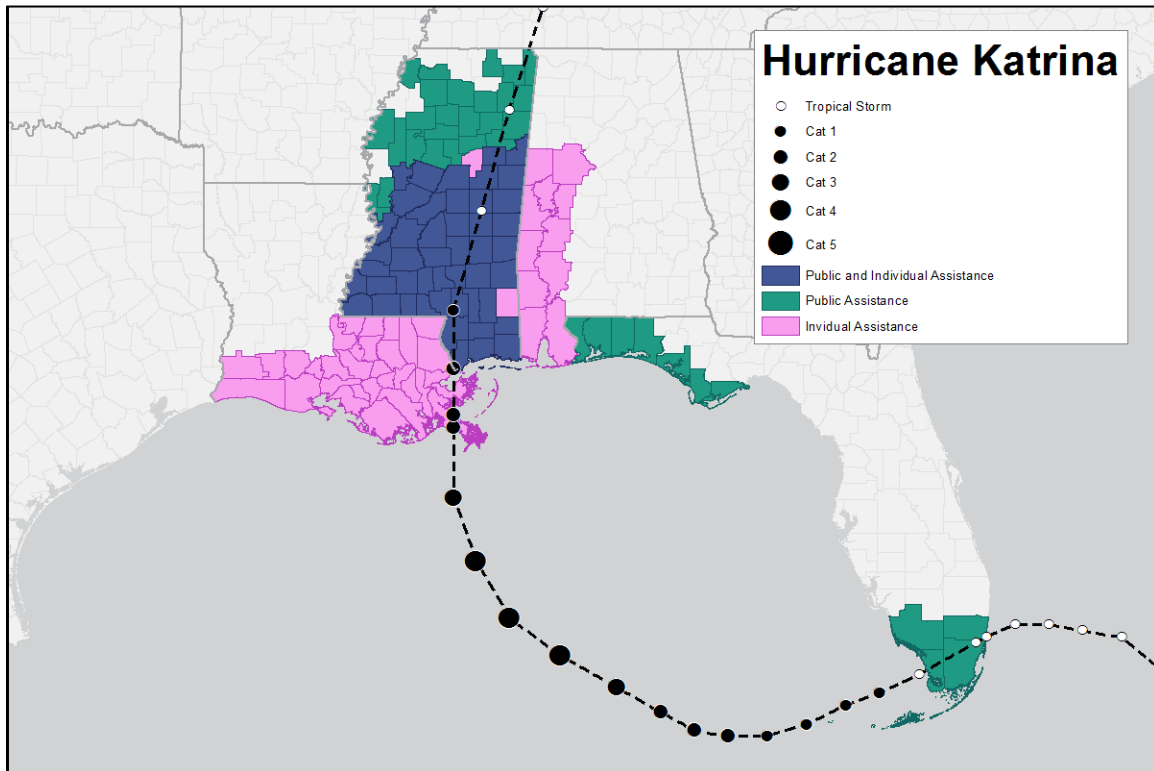 Hurricane Katrina
Tropical Storm
Cat 1
Cat 2
Cat 3
Cat 4
Cat 5
Public and Individual Assistance
Public Assistance
Invidual Assistance